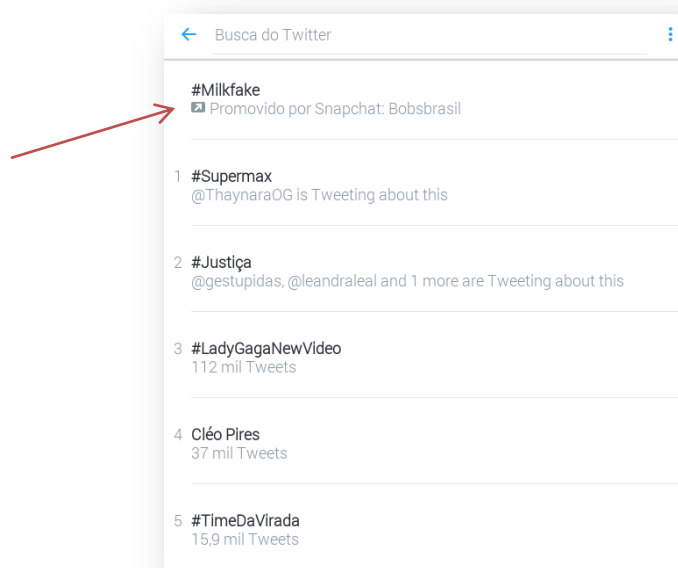 Busca do Twitter
#Milkfake
Promovido por Snapchat: Bobsbrasil
1 #Supermax
@ThaynaraOG is Tweeting about this
2 #Justiça
@gestupidas, @leandraleal and 1 more are Tweeting about this
3 #LadyGagaNewVideo
112 mil Tweets
4 Cléo Pires
37 mil Tweets
5 #TimeDaVirada
15,9 mil Tweets